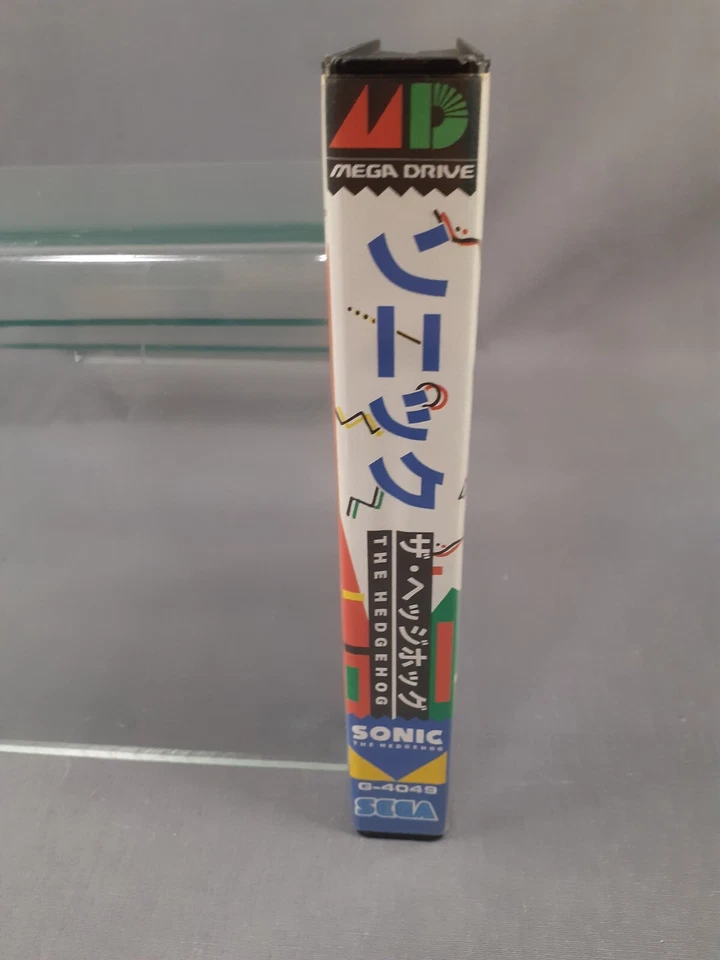 MD
MEGA DRIVE
ソニック
ザ・ヘッジホッグ
THE HEDGEHOG
SONIC
THE HEDGEHOG
G-4049
SEGA